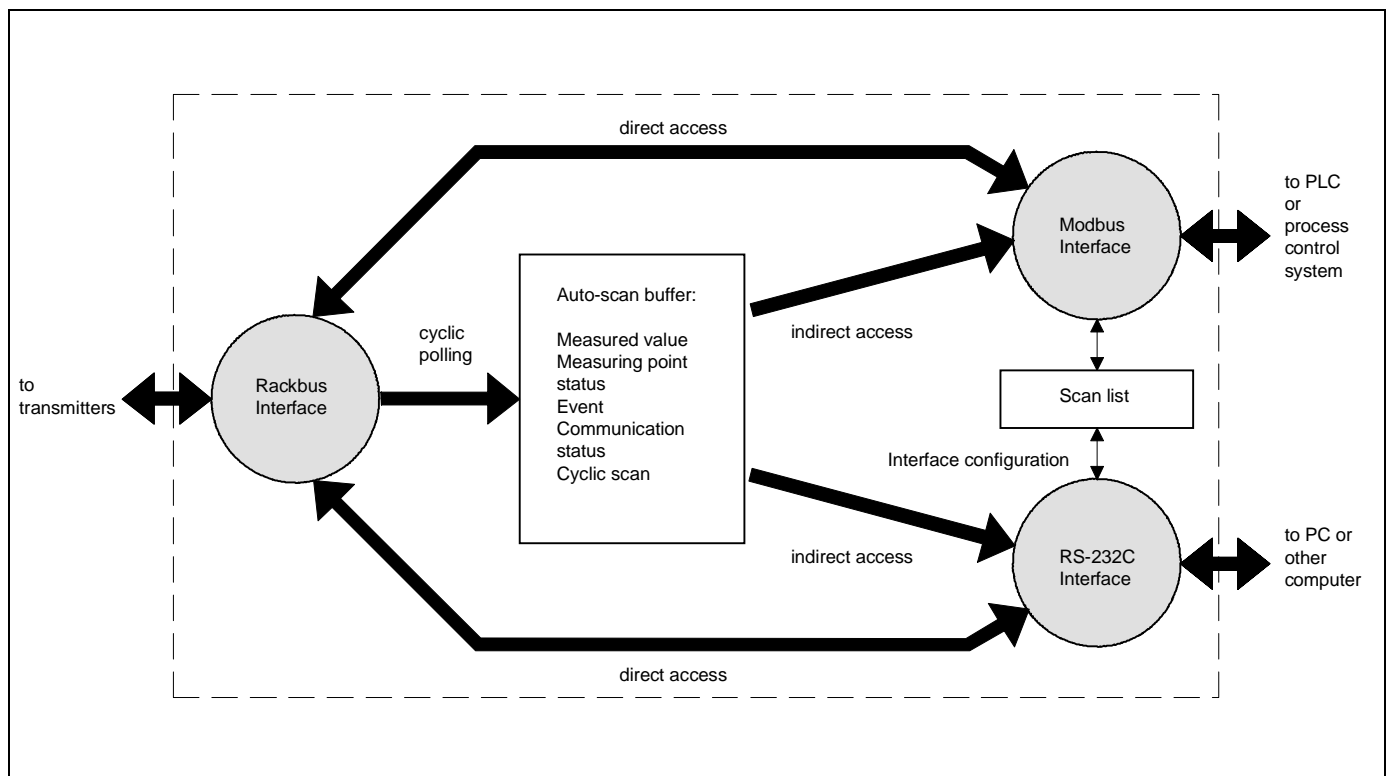 direct access
Modbus
Interface
to PLC
or
process
control
system
Auto-scan buffer:
Measured value
Measuring point
status
Event
Communication
status
Cyclic scan
indirect access
cyclic
polling
Rackbus
Interface
to
transmitters
Scan list
Interface configuration
indirect access
RS-232C
Interface
to PC or
other
computer
direct access